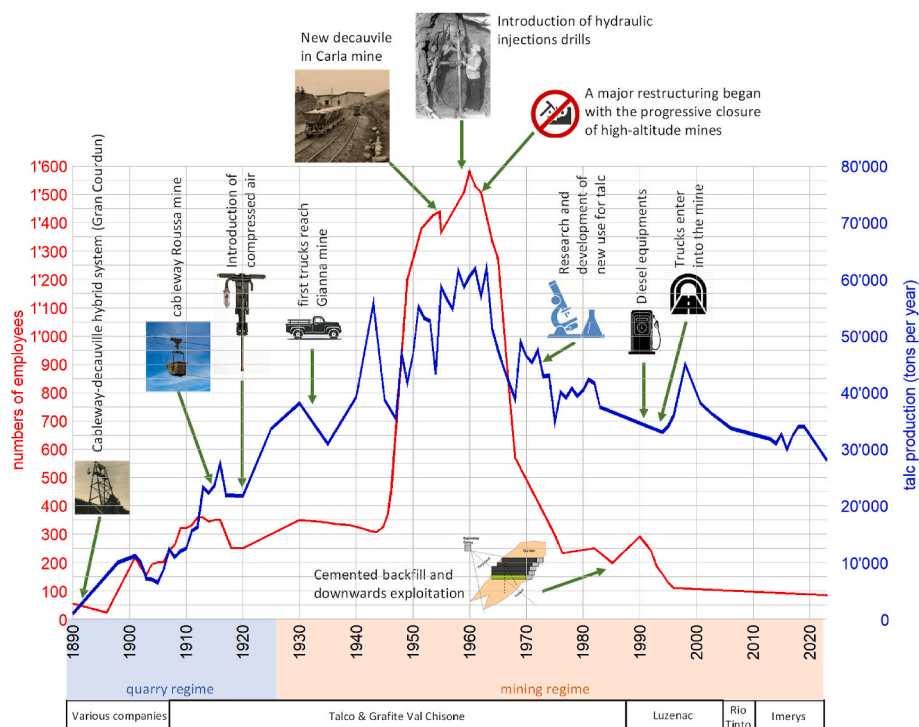 New decauville
in Carla mine
Introduction of hydraulic
injections drills
A major restructuring began
with the progressive closure
of high-altitude mines
Cableway-decauville hybrid system (Gran Courdun)
cableway Roussa mine
Introduction of
compressed air
first trucks reach
Gianna mine
Research and
development of
new use for talc
Diesel equipments
Trucks enter
into the mine
Cemented backfill and
downwards exploitation
numbers of employees
1'600
1'500
1'400
1'300
1'200
1'100
1'000
900
800
700
600
500
400
300
200
100
0
talc production (tons per year)
80'000
70'000
60'000
50'000
40'000
30'000
20'000
10'000
0
1890
1900
1910
1920
1930
1940
1950
1960
1970
1980
1990
2000
2010
2020
quarry regime
mining regime
Various companies
Talco & Grafite Val Chisone
Luzenac
Rio
Tinto
Imerys